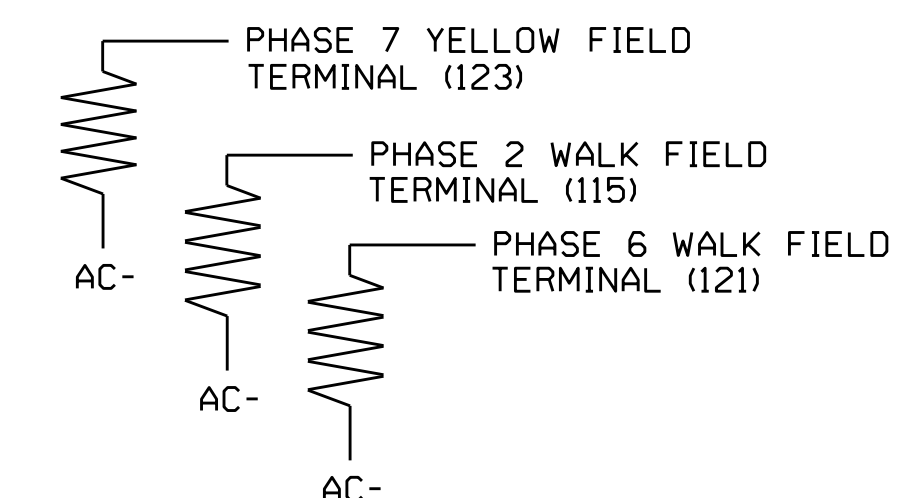 PHASE 7 YELLOW FIELD
TERMINAL (123)
AC-
PHASE 2 WALK FIELD
TERMINAL (115)
AC-
PHASE 6 WALK FIELD
TERMINAL (121)
AC-